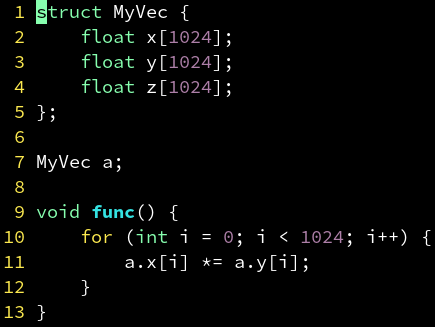 1 struct MyVec {
2     float x[1024];
3     float y[1024];
4     float z[1024];
5 };
6
7 MyVec a;
8
9 void func() {
10     for (int i = 0; i < 1024; i++) {
11         a.x[i] *= a.y[i];
12     }
13 }